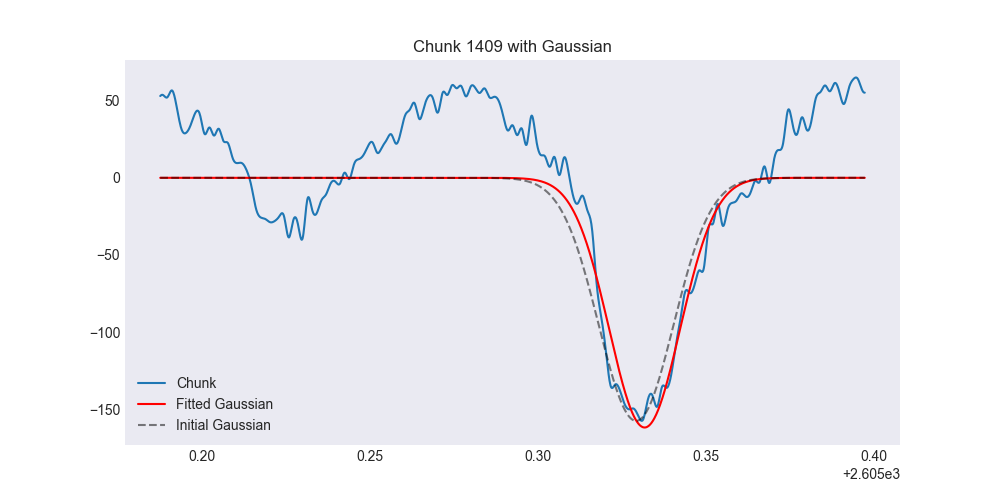 Chunk 1409 with Gaussian
50
0
−50
−100
−150
Chunk
Fitted Gaussian
Initial Gaussian
0.20 0.25 0.30 0.35 0.40
+2.605e3